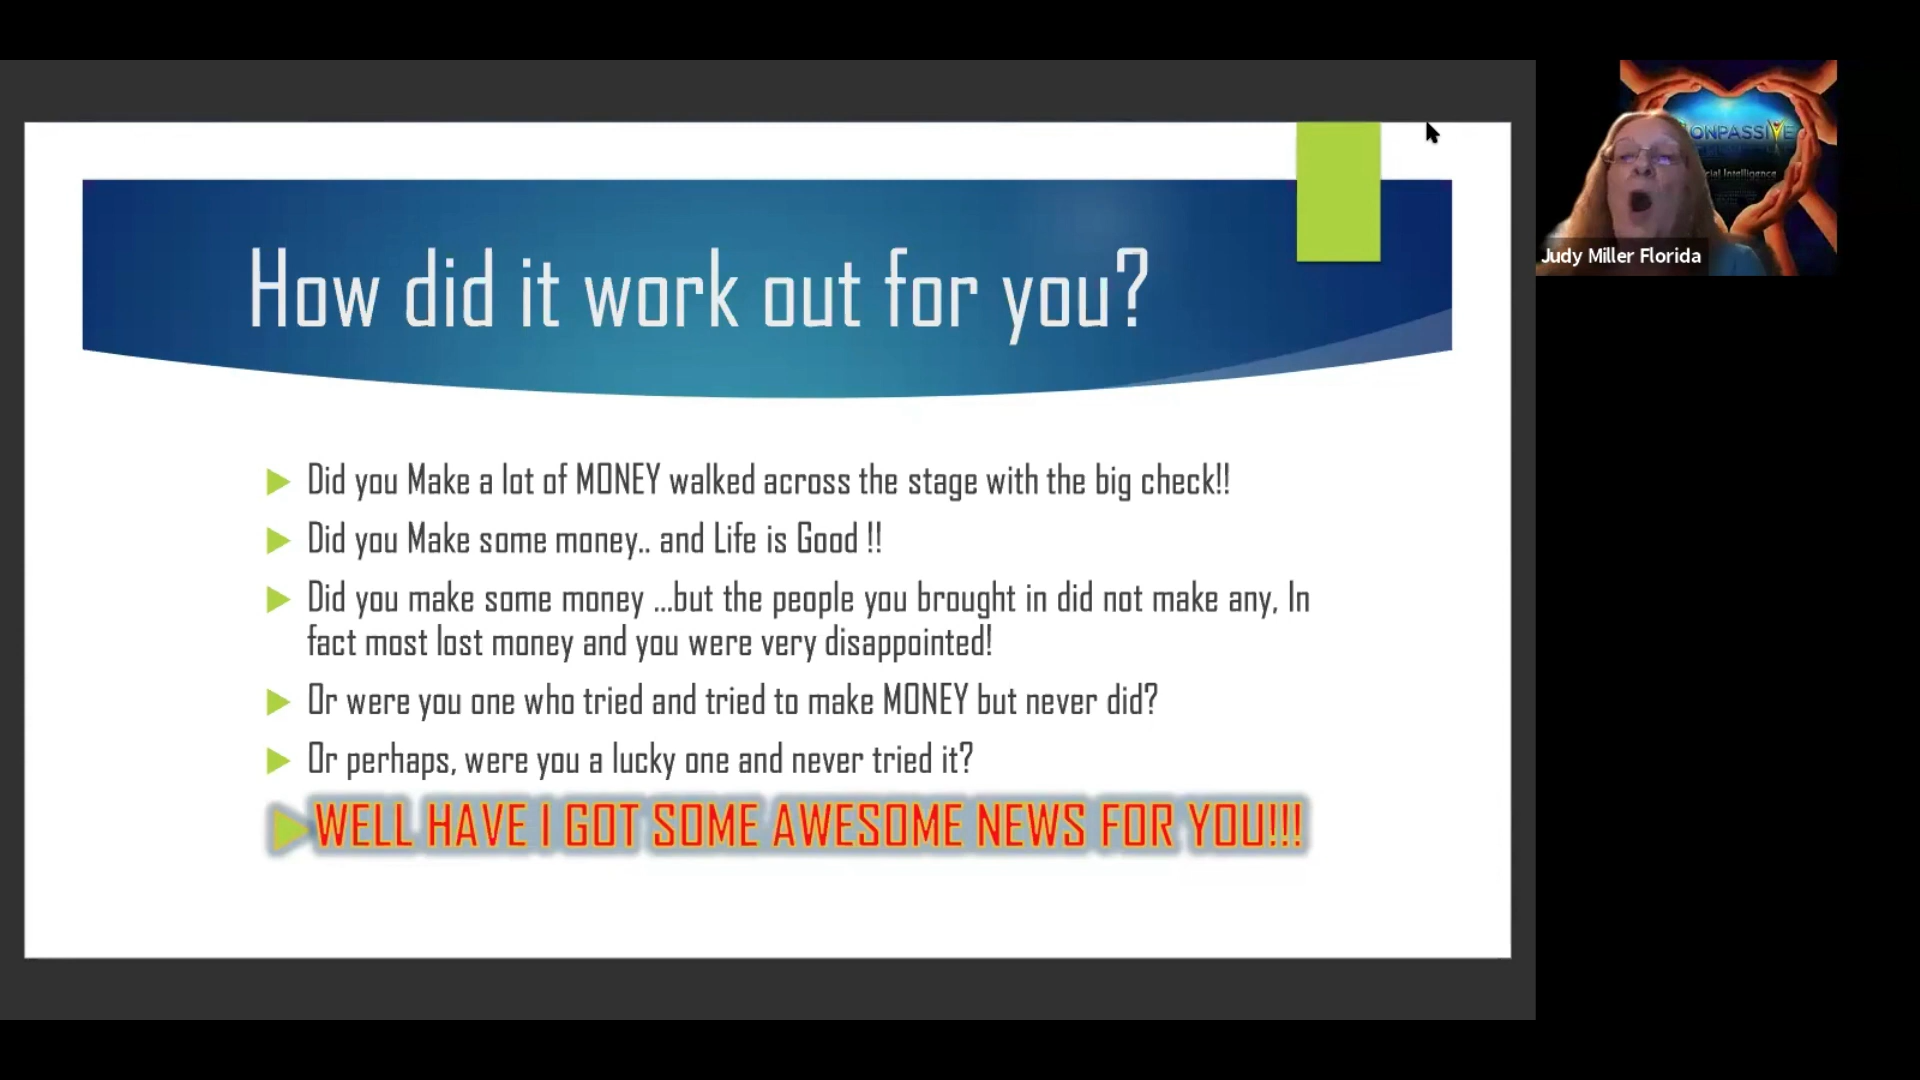 How did it work out for you?
Did you Make a lot of MONEY walked across the stage with the big check!!
Did you Make some money.. and Life is Good !!
Did you make some money ...but the people you brought in did not make any, In
fact most lost money and you were very disappointed!
Or were you one who tried and tried to make MONEY but never did?
Or perhaps, were you a lucky one and never tried it?
WELL HAVE I GOT SOME AWESOME NEWS FOR YOU!!!
ONPASSIVE
cial Intelligence
Judy Miller Florida